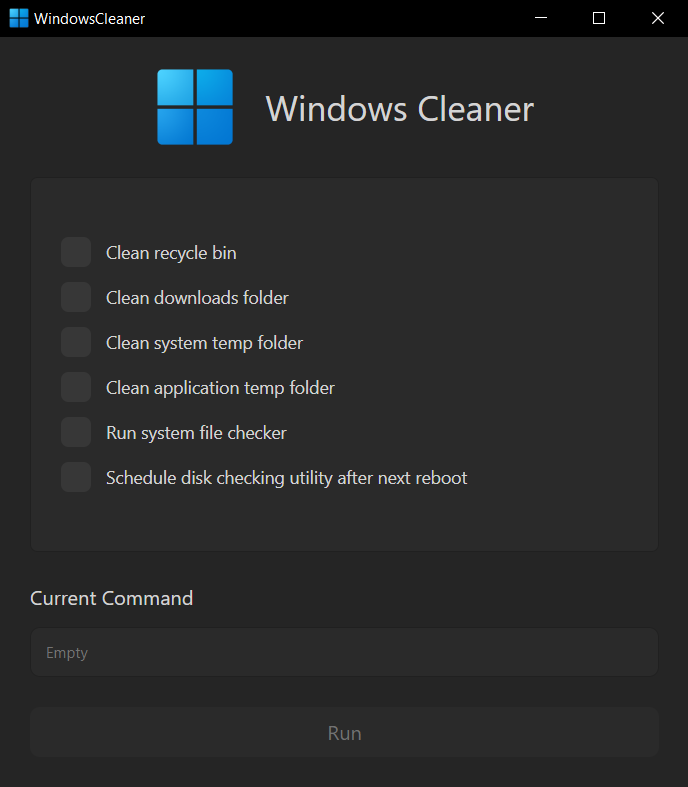 WindowsCleaner
Windows Cleaner
Clean recycle bin
Clean downloads folder
Clean system temp folder
Clean application temp folder
Run system file checker
Schedule disk checking utility after next reboot
Current Command
Empty
Run